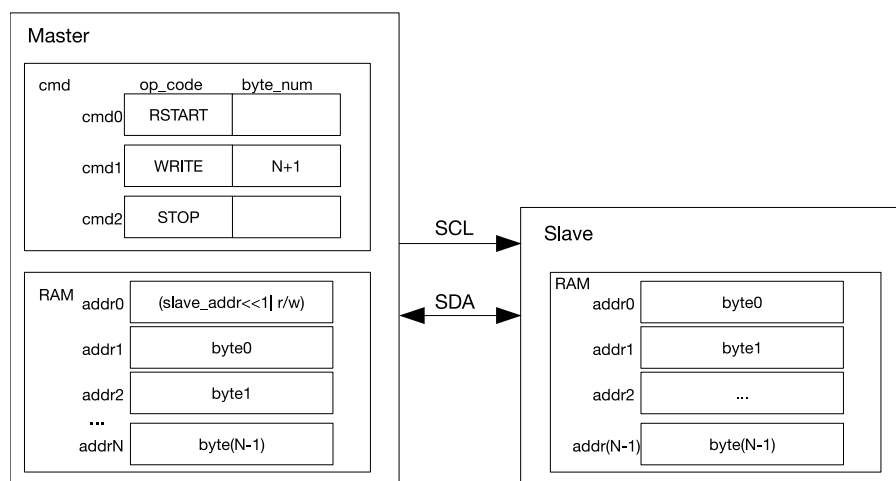 Master
cmd op_code byte_num
cmd0 RSTART
cmd1 WRITE N+1
cmd2 STOP
SCL
Slave
RAM
addr0 (slave_addr<<1| r/w)
addr1 byte0
addr2 byte1
...
addrN byte(N-1)
SDA
RAM
addr0 byte0
addr1 byte1
addr2 ...
addr(N-1) byte(N-1)